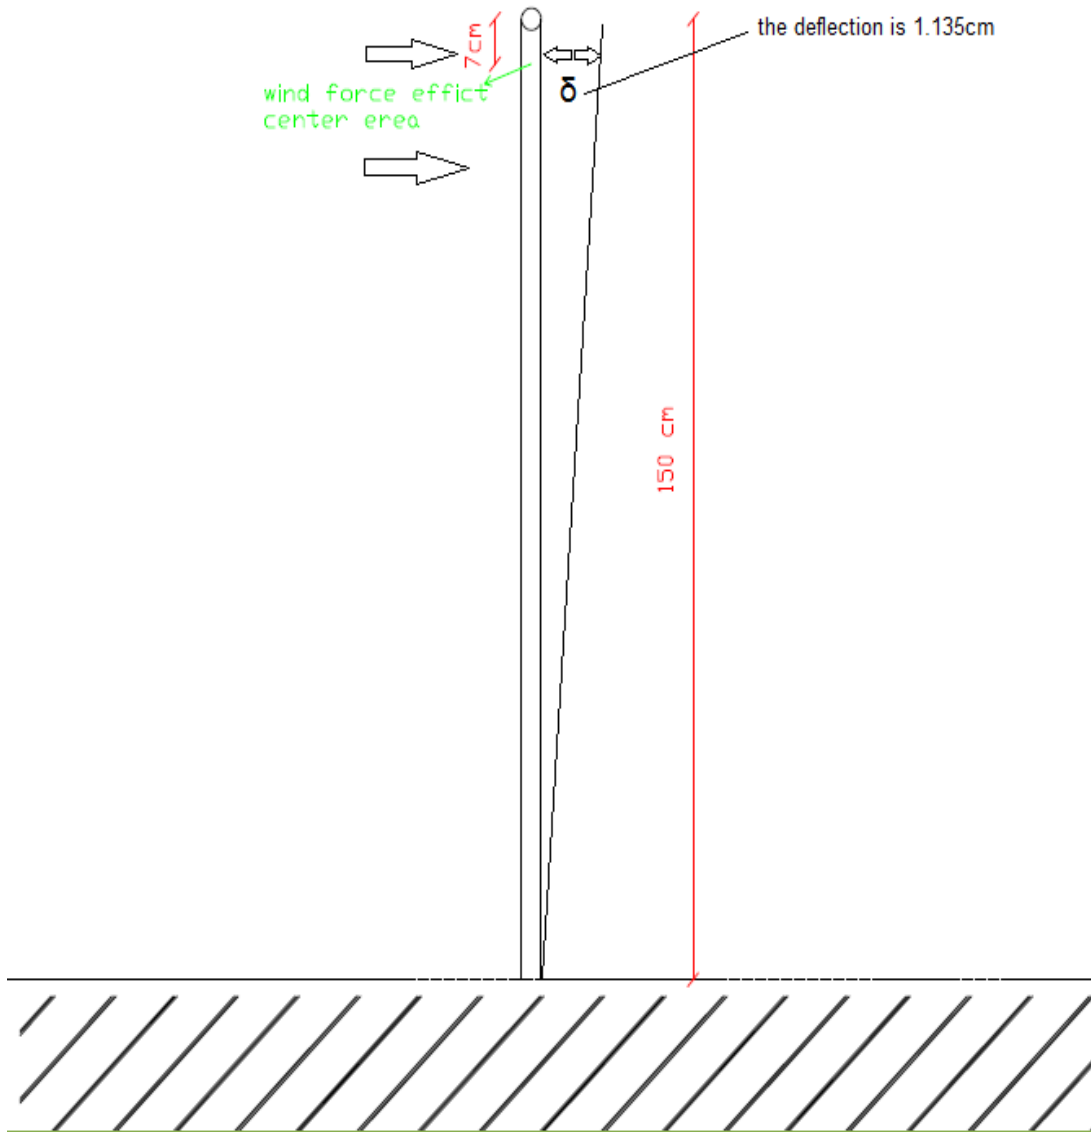 the deflection is 1.135cm
7cm
δ
wind force effict
center erea
150 cm